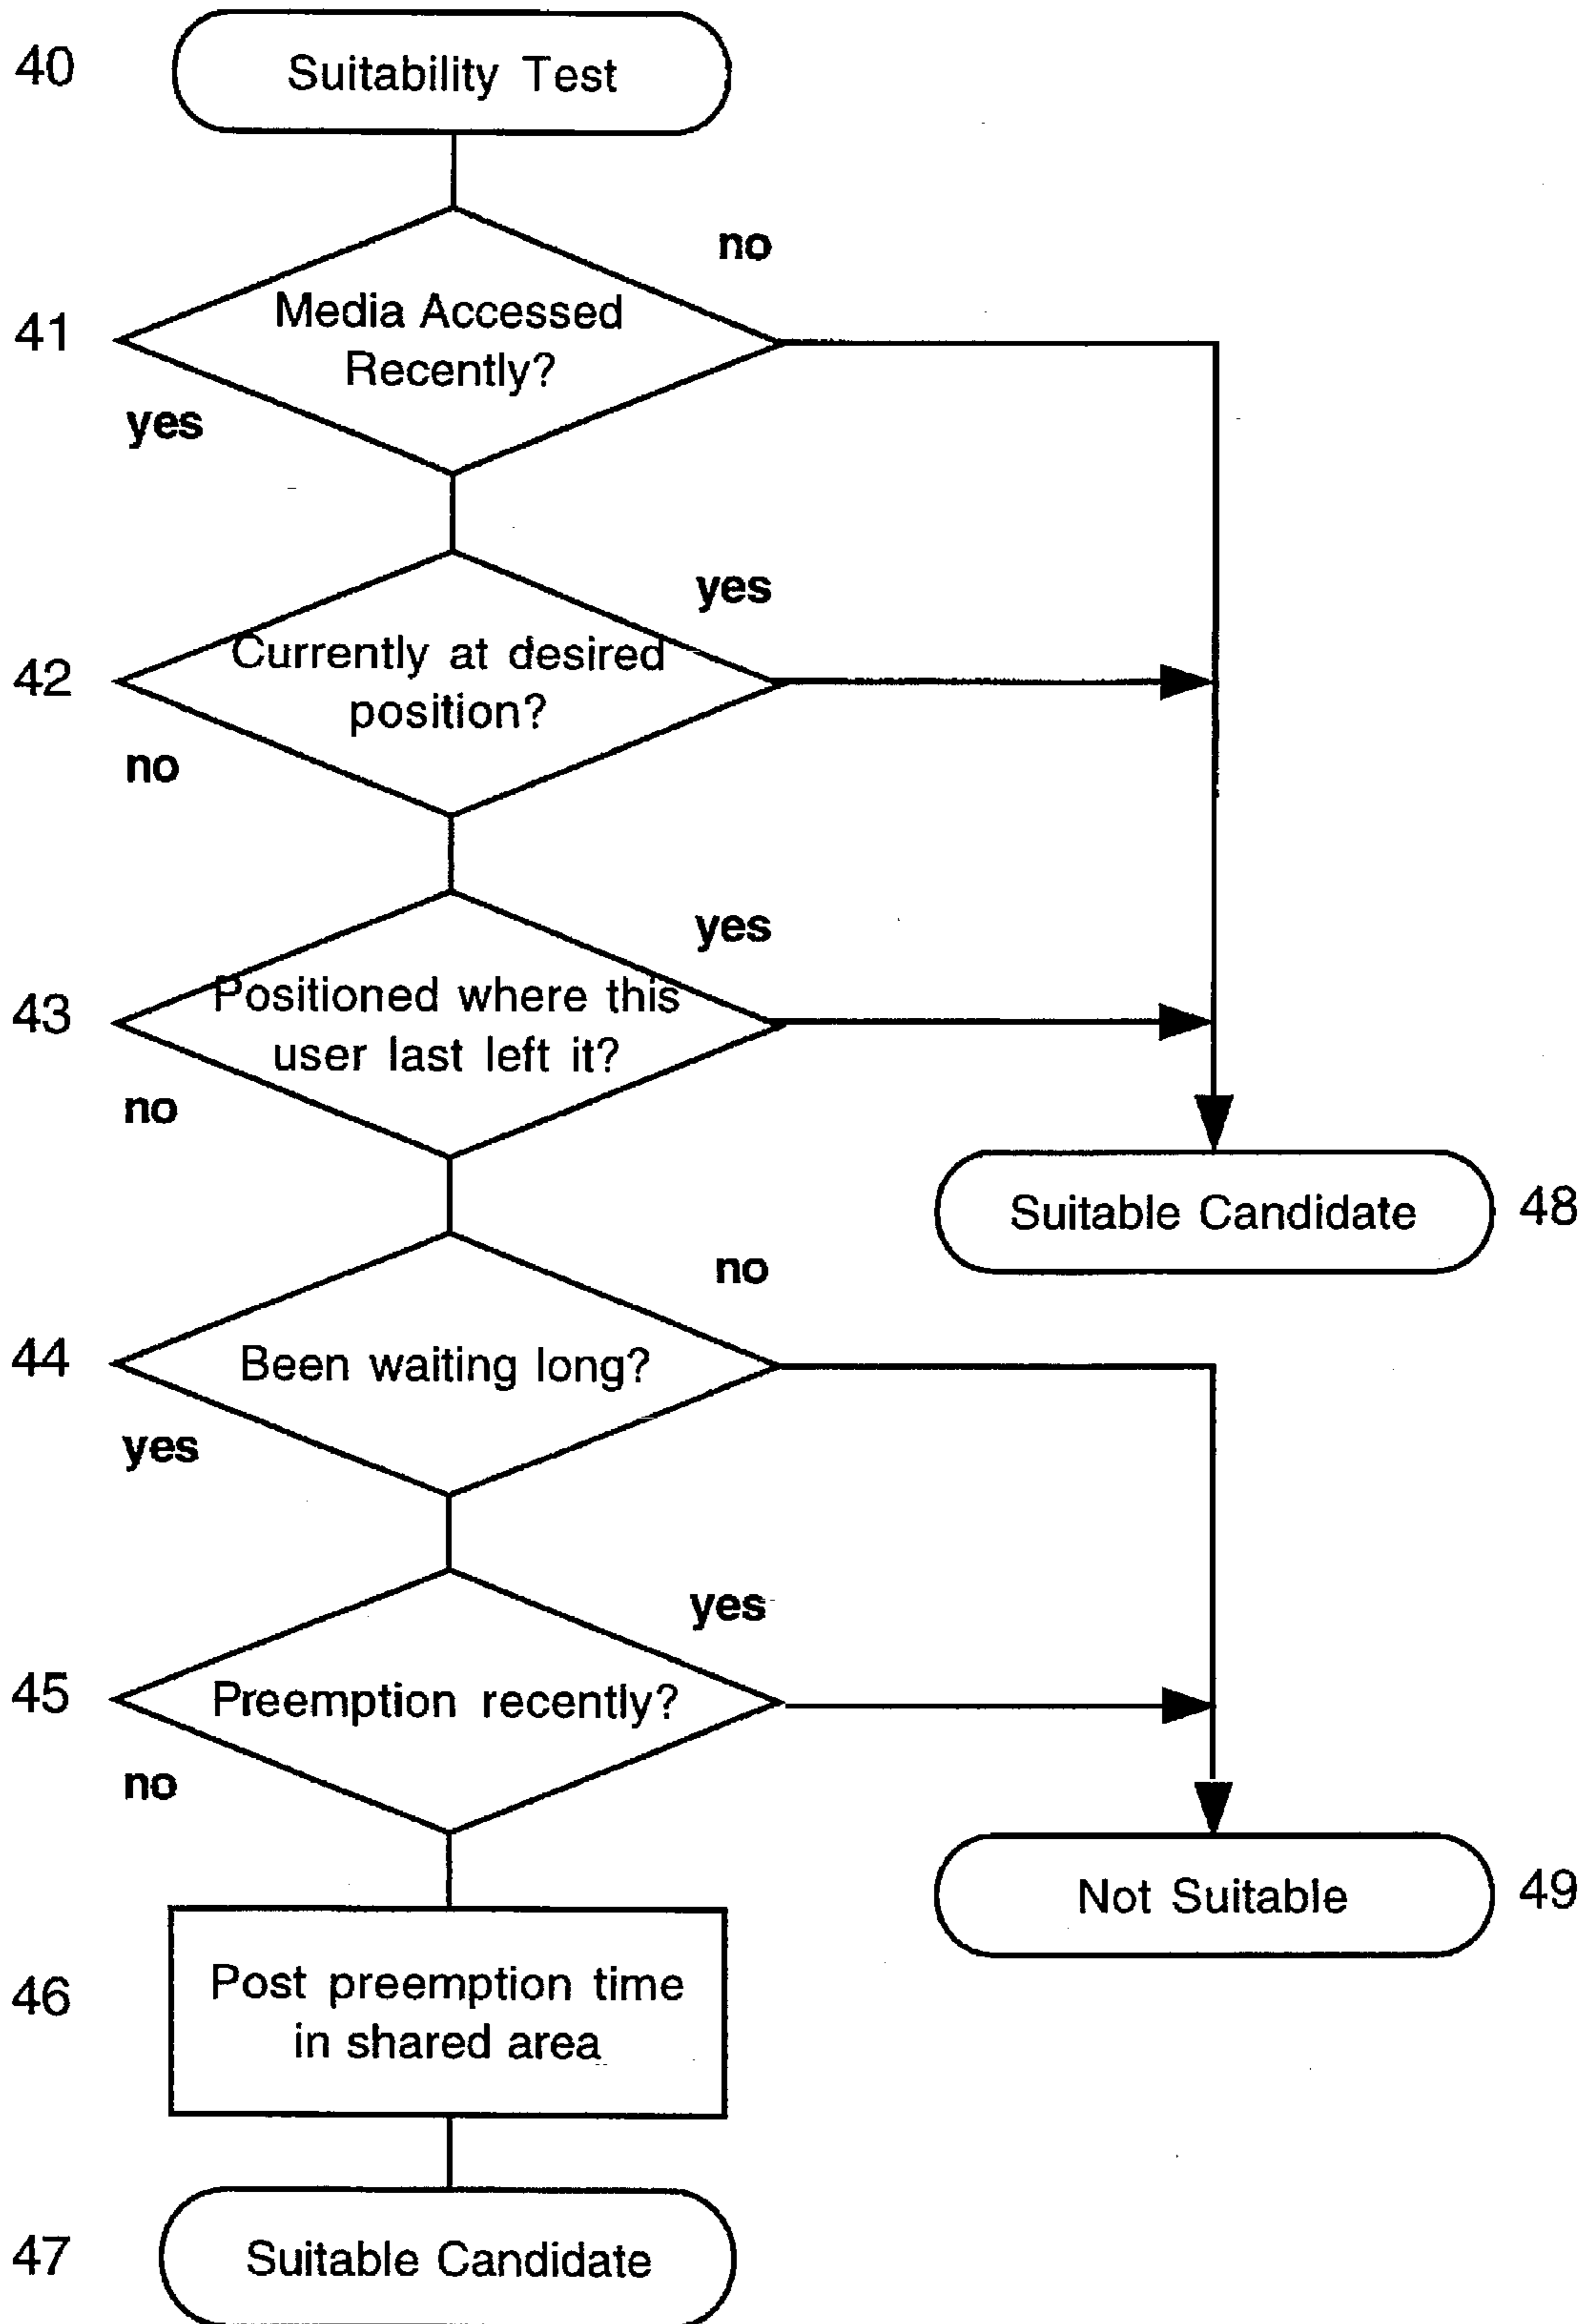 40
Suitability Test
no
41
Media Accessed
Recently?
yes
yes
42
Currently at desired
position?
no
yes
43
Positioned where this
user last left it?
no
Suitable Candidate
48
no
44
Been waiting long?
yes
yes
45
Preemption recently?
no
Not Suitable
49
46
Post preemption time
in shared area
47
Suitable Candidate